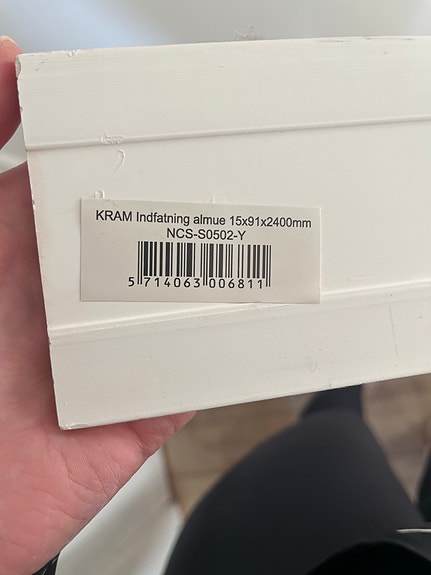 KRAM Indfatning almue 15x91x2400mm
NCS-S0502-Y
5 714063 006811